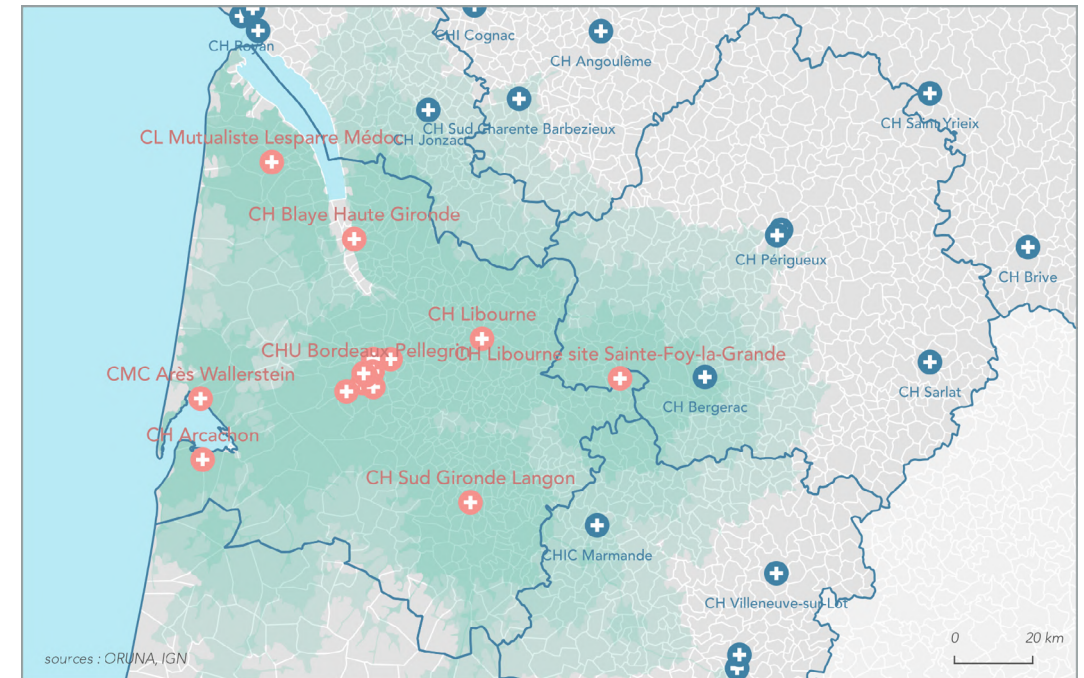 CHI Cognac
CH Royan
CH Angoulême
CH Saint Yrieix
CH Sud Charente Barbezieux
CL Mutualiste Lesparre Médoc
CH Jonzac
CH Blaye Haute Gironde
CH Périgueux
CH Brive
CH Libourne
CHU Bordeaux Pellegrin
CH Libourne site Sainte-Foy-la-Grande
CMC Arès Wallerstein
CH Sarlat
CH Bergerac
CH Arcachon
CH Sud Gironde Langon
CHIC Marmande
CH Villeneuve-sur-Lot
0 20 km
sources : ORUNA, IGN